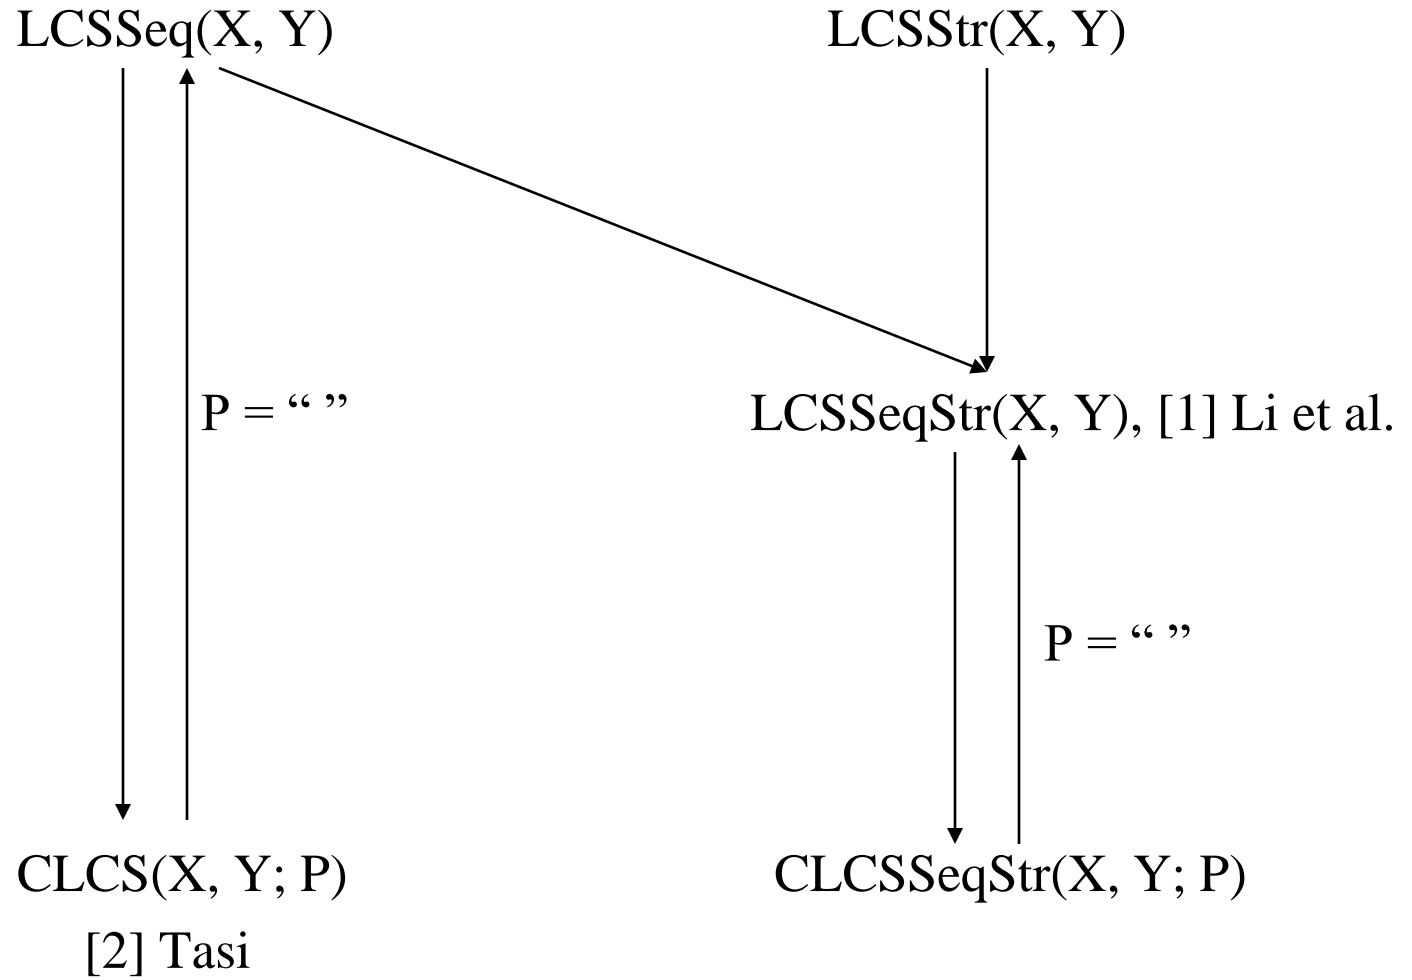 LCSSeq(X, Y)
LCSStr(X, Y)
P = “ ”
LCSSeqStr(X, Y), [1] Li et al.
P = “ ”
CLCS(X, Y; P)
CLCSSeqStr(X, Y; P)
[2] Tasi